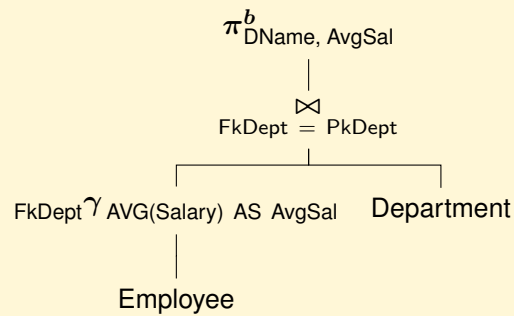 π^b DName, AvgSal
⋈
FkDept = PkDept
FkDept γ AVG(Salary) AS AvgSal
Department
Employee